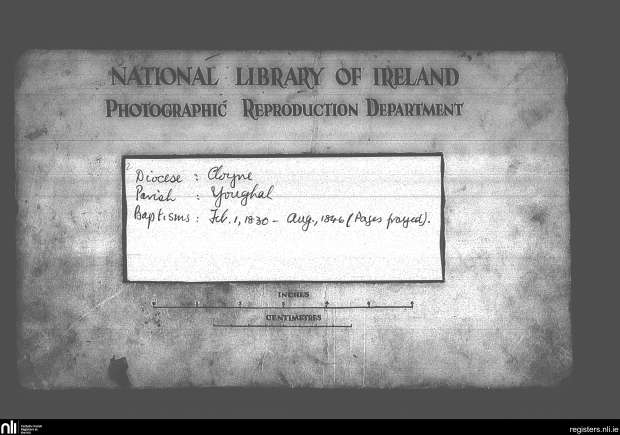 NATIONAL LIBRARY OF IRELAND
PHOTOGRAPHIC REPRODUCTION DEPARTMENT
Diocese : Cloyne
Parish : Youghal
Baptisms : Feb. 1, 1830 – Aug., 1846 (Pages frayed).
INCHES
CENTIMETRES
nli
registers.nli.ie